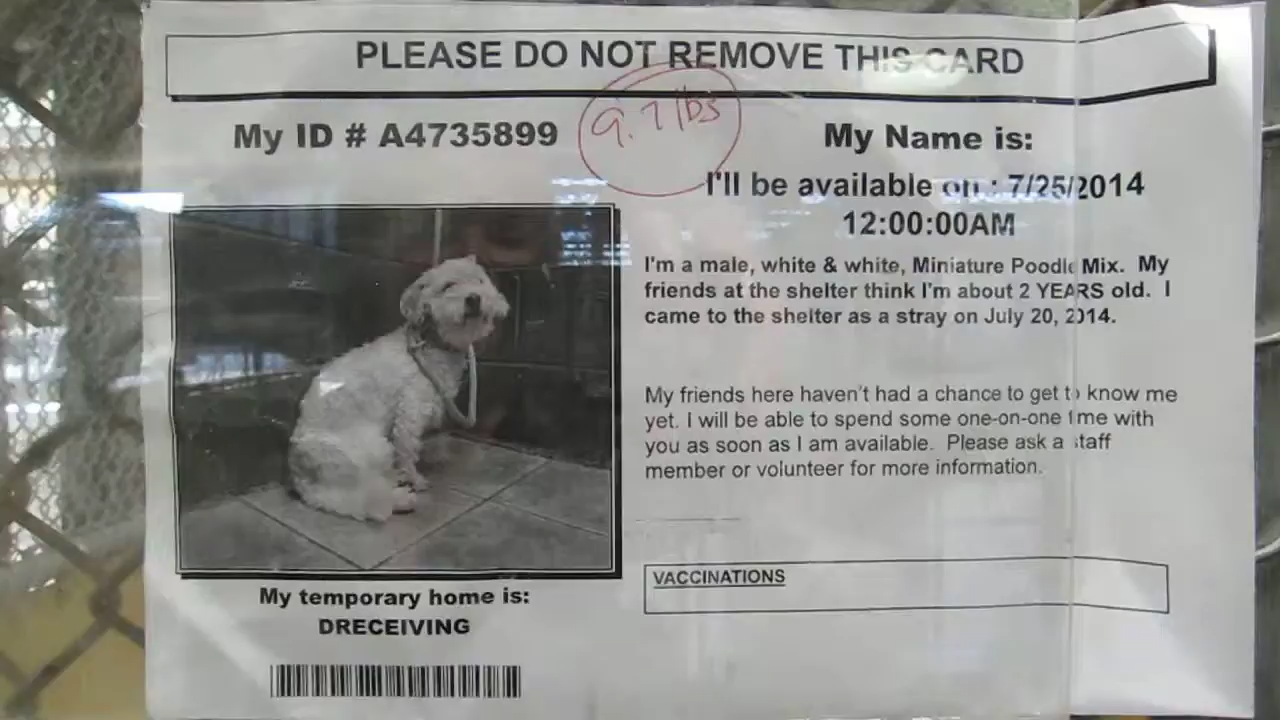 PLEASE DO NOT REMOVE THIS CARD
My ID # A4735899
9.7 lbs
My Name is:
I'll be available on : 7/25/2014
12:00:00AM
I'm a male, white & white, Miniature Poodle Mix. My
friends at the shelter think I'm about 2 YEARS old. I
came to the shelter as a stray on July 20, 2014.
My friends here haven't had a chance to get to know me
yet. I will be able to spend some one-on-one time with
you as soon as I am available. Please ask a staff
member or volunteer for more information.
VACCINATIONS
My temporary home is:
DRECEIVING